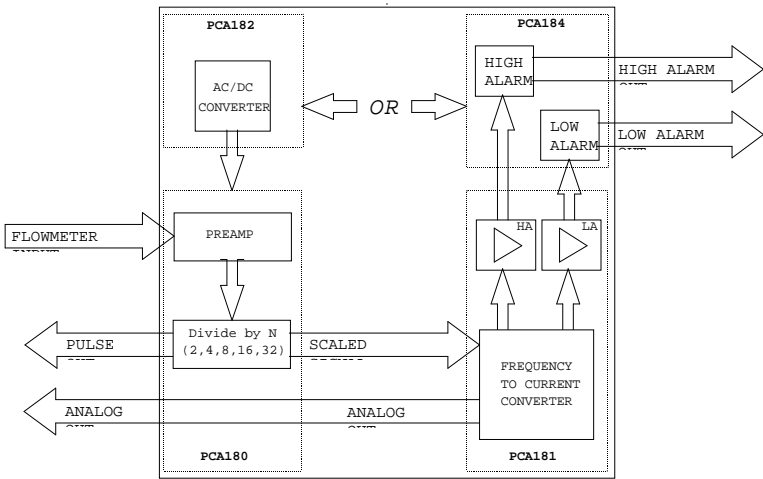 PCA182
PCA184
AC/DC
CONVERTER
OR
HIGH
ALARM
HIGH ALARM
LOW
ALARM
LOW ALARM
FLOWMETER
PREAMP
HA
LA
PULSE
Divide by N
(2,4,8,16,32)
SCALED
FREQUENCY
TO CURRENT
CONVERTER
ANALOG
ANALOG
PCA180
PCA181